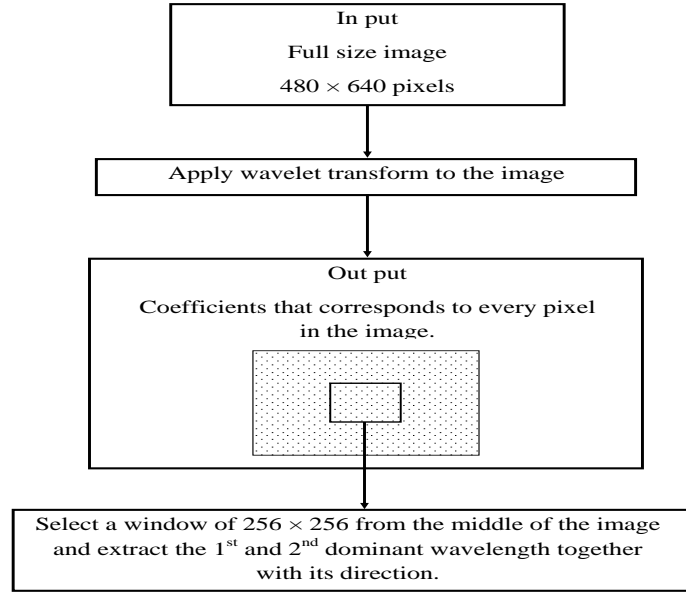 In put
Full size image
480 × 640 pixels
Apply wavelet transform to the image
Out put
Coefficients that corresponds to every pixel
in the image.
Select a window of 256 × 256 from the middle of the image
and extract the 1st and 2nd dominant wavelength together
with its direction.